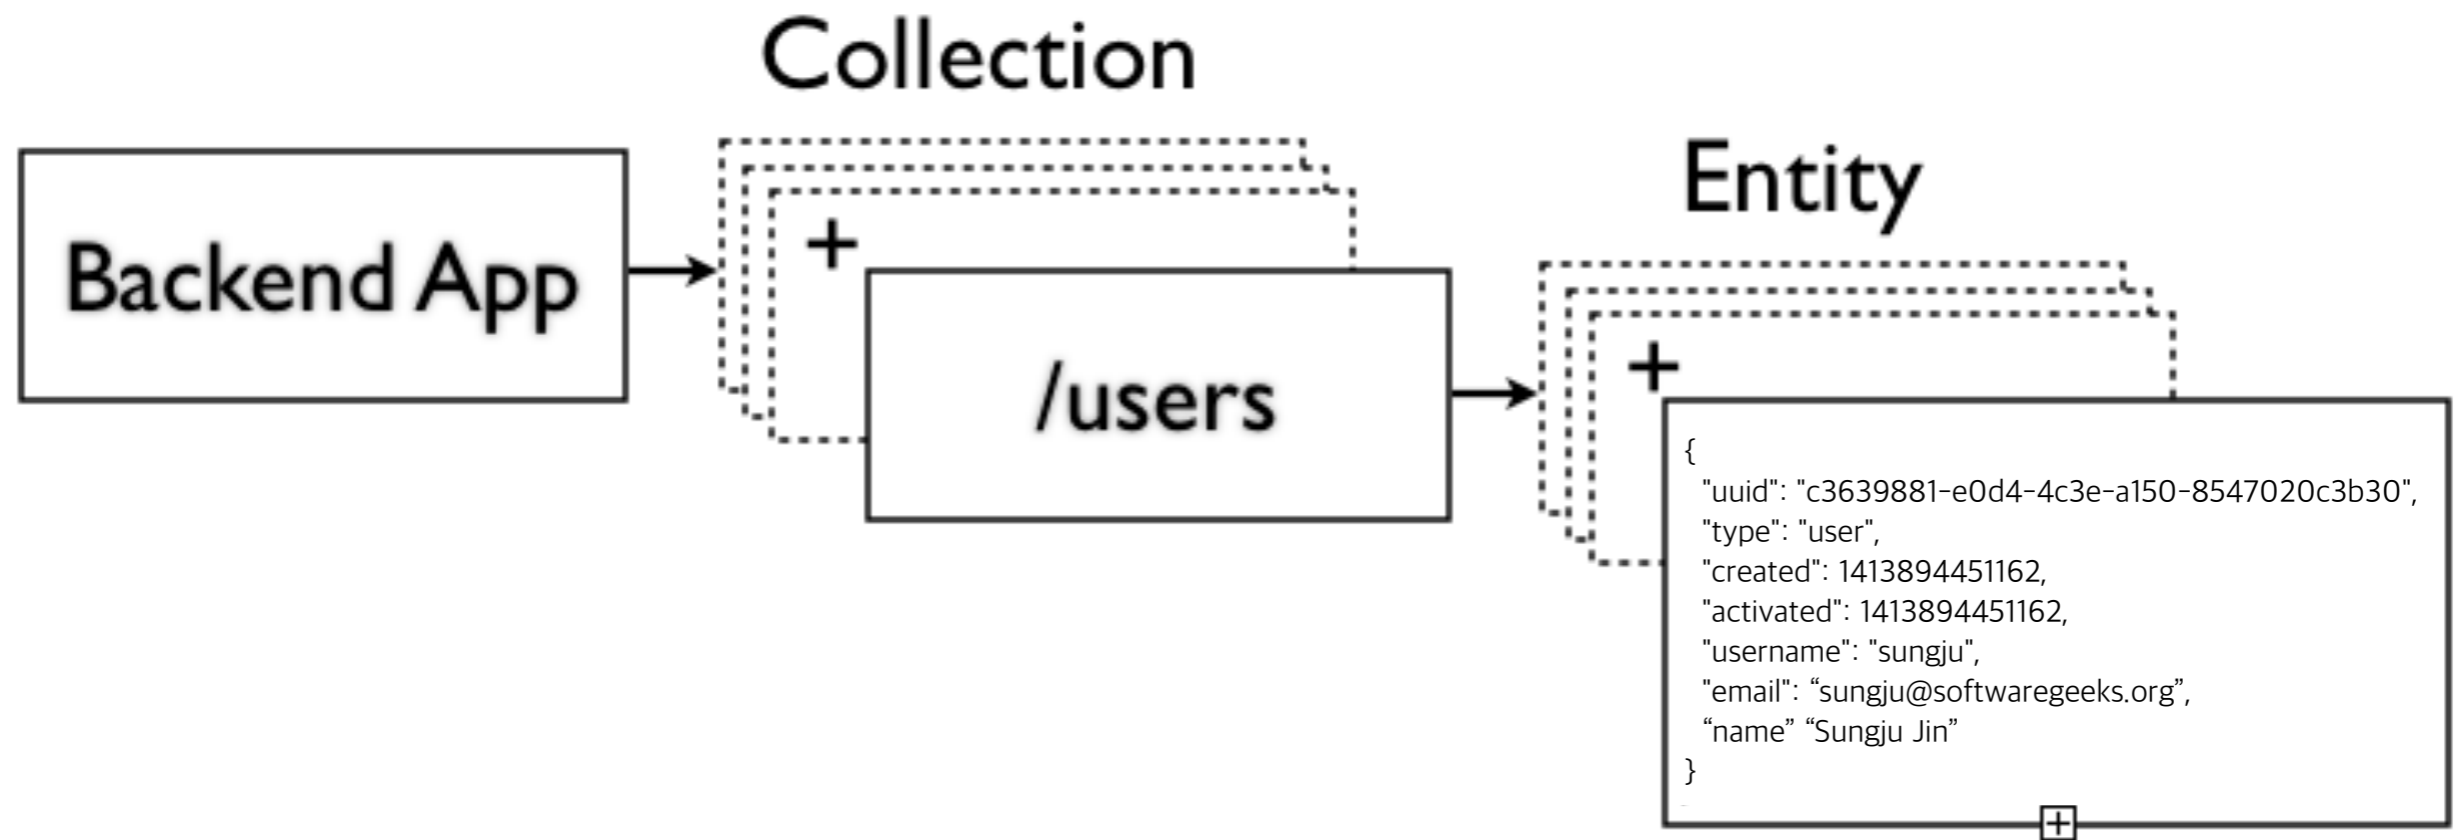 Collection
Entity
Backend App
+
/users
+
{
"uuid": "c3639881-e0d4-4c3e-a150-8547020c3b30",
"type": "user",
"created": 1413894451162,
"activated": 1413894451162,
"username": "sungju",
"email": “sungju@softwaregeeks.org”,
“name” “Sungju Jin”
}